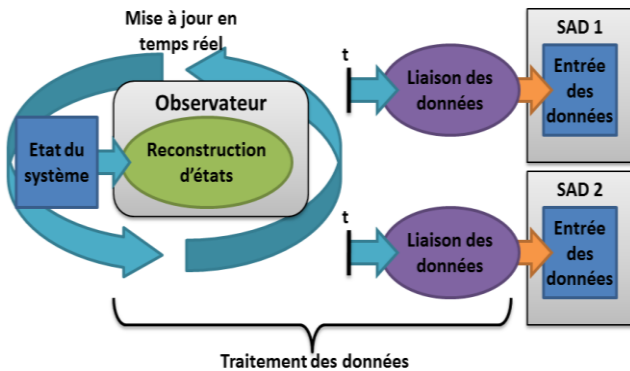 Mise à jour en
temps réel
Observateur
Etat du
système
Reconstruction
d'états
t
Liaison des
données
SAD 1
Entrée
des
données
t
Liaison des
données
SAD 2
Entrée
des
données
Traitement des données